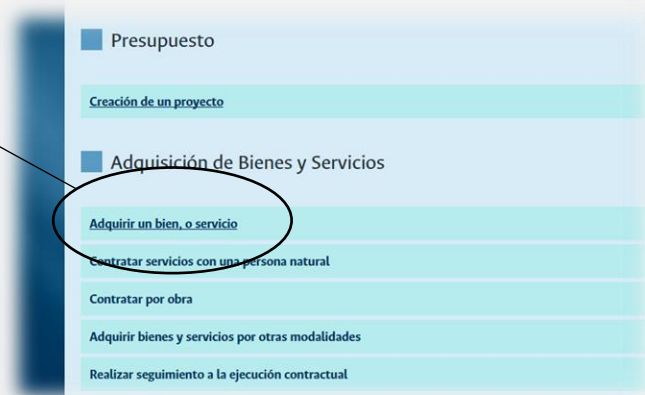 Presupuesto
Creación de un proyecto
Adquisición de Bienes y Servicios
Adquirir un bien, o servicio
Contratar servicios con una persona natural
Contratar por obra
Adquirir bienes y servicios por otras modalidades
Realizar seguimiento a la ejecución contractual